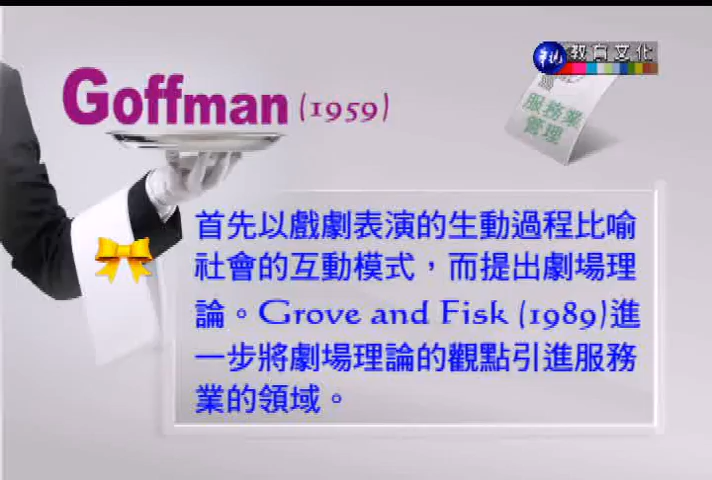 華視 教育文化
Goffman (1959)
服務業
管理
首先以戲劇表演的生動過程比喻
社會的互動模式，而提出劇場理
論。Grove and Fisk (1989)進
一步將劇場理論的觀點引進服務
業的領域。